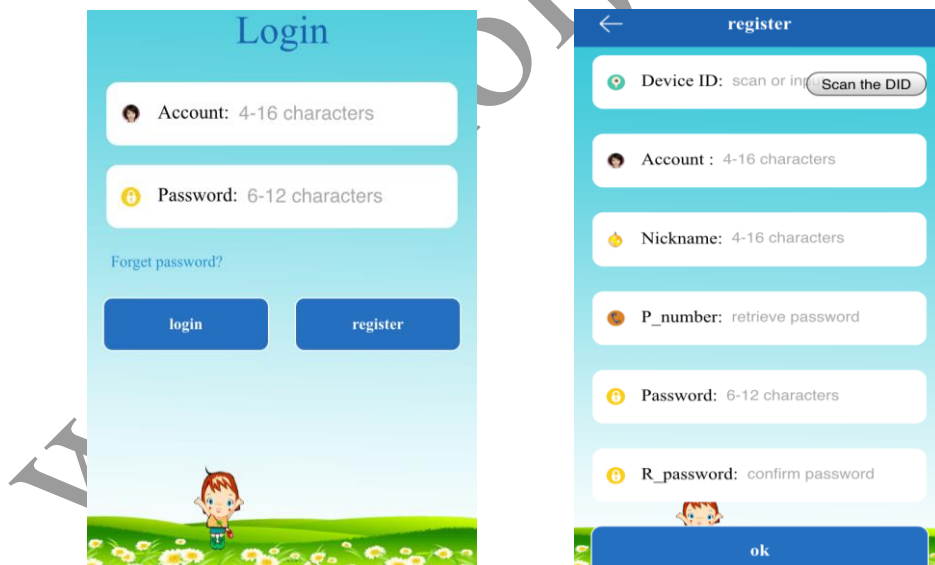 Login
Account: 4-16 characters
Password: 6-12 characters
Forget password?
login register
register
Device ID: scan or inp
Scan the DID
Account : 4-16 characters
Nickname: 4-16 characters
P_number: retrieve password
Password: 6-12 characters
R_password: confirm password
ok